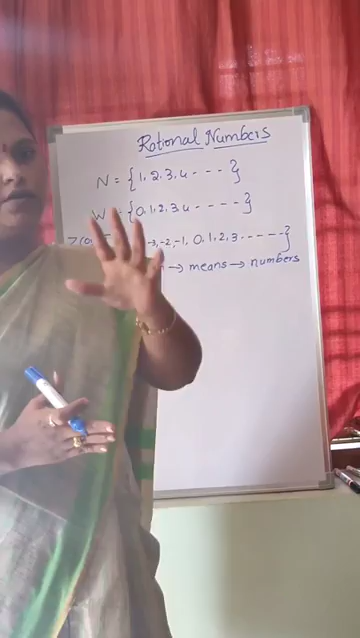 Rational Numbers
N = {1, 2, 3, 4 - - - }
W = {0, 1, 2, 3, 4 - - - - }
-3, -2, -1, 0, 1, 2, 3 - - - - - }
→ means → numbers